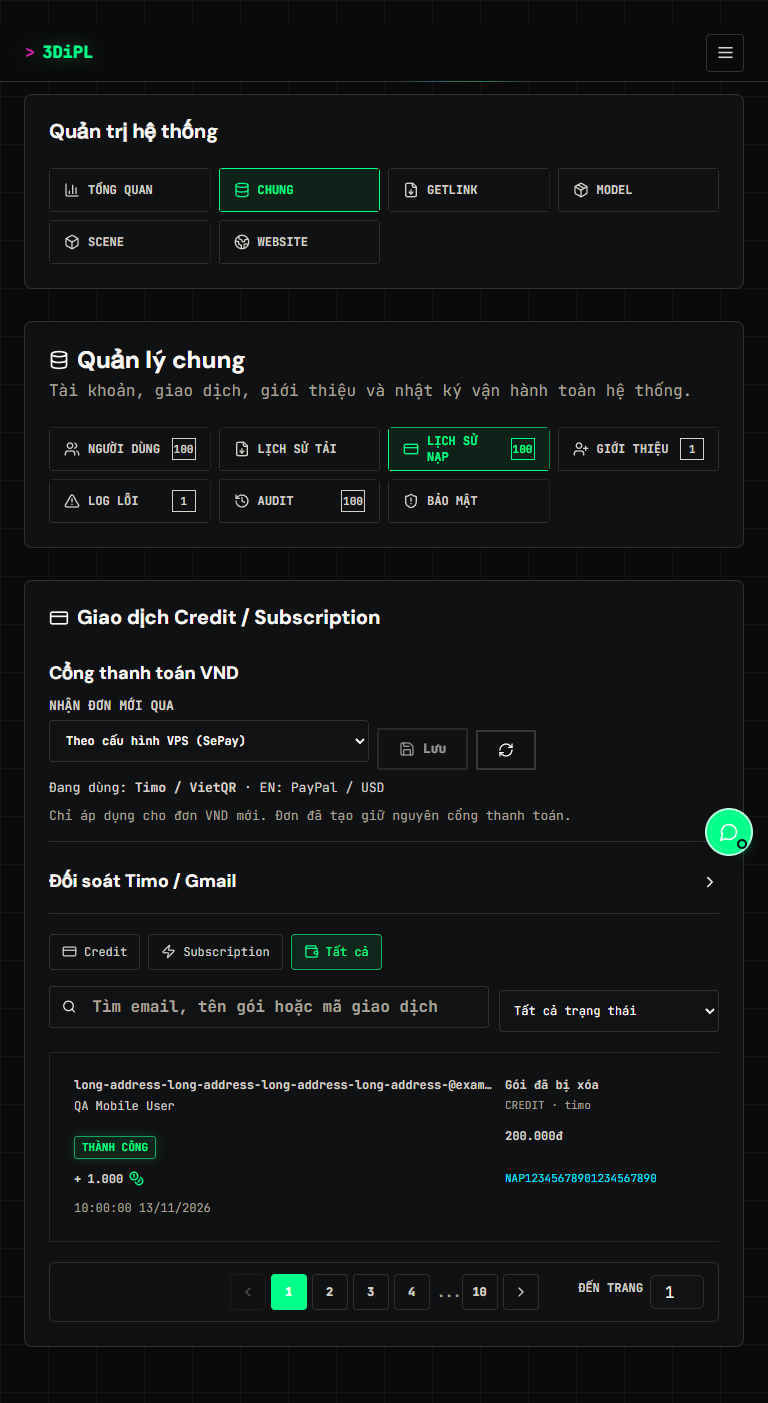 > 3DiPL
Quản trị hệ thống
TỔNG QUAN
CHUNG
GETLINK
MODEL
SCENE
WEBSITE
Quản lý chung
Tài khoản, giao dịch, giới thiệu và nhật ký vận hành toàn hệ thống.
NGƯỜI DÙNG 100
LỊCH SỬ TẢI
LỊCH SỬ
NẠP
100
GIỚI THIỆU 1
LOG LỖI 1
AUDIT 100
BẢO MẬT
Giao dịch Credit / Subscription
Cổng thanh toán VND
NHẬN ĐƠN MỚI QUA
Theo cấu hình VPS (SePay)
Lưu
Đang dùng: Timo / VietQR · EN: PayPal / USD
Chỉ áp dụng cho đơn VND mới. Đơn đã tạo giữ nguyên cổng thanh toán.
Đối soát Timo / Gmail
Credit
Subscription
Tất cả
Tìm email, tên gói hoặc mã giao dịch
Tất cả trạng thái
long-address-long-address-long-address-long-address-@exam…
QA Mobile User
Gói đã bị xóa
CREDIT · timo
THÀNH CÔNG
200.000đ
+ 1.000
NAP12345678901234567890
10:00:00 13/11/2026
1 2 3 4 ... 10
ĐẾN TRANG 1